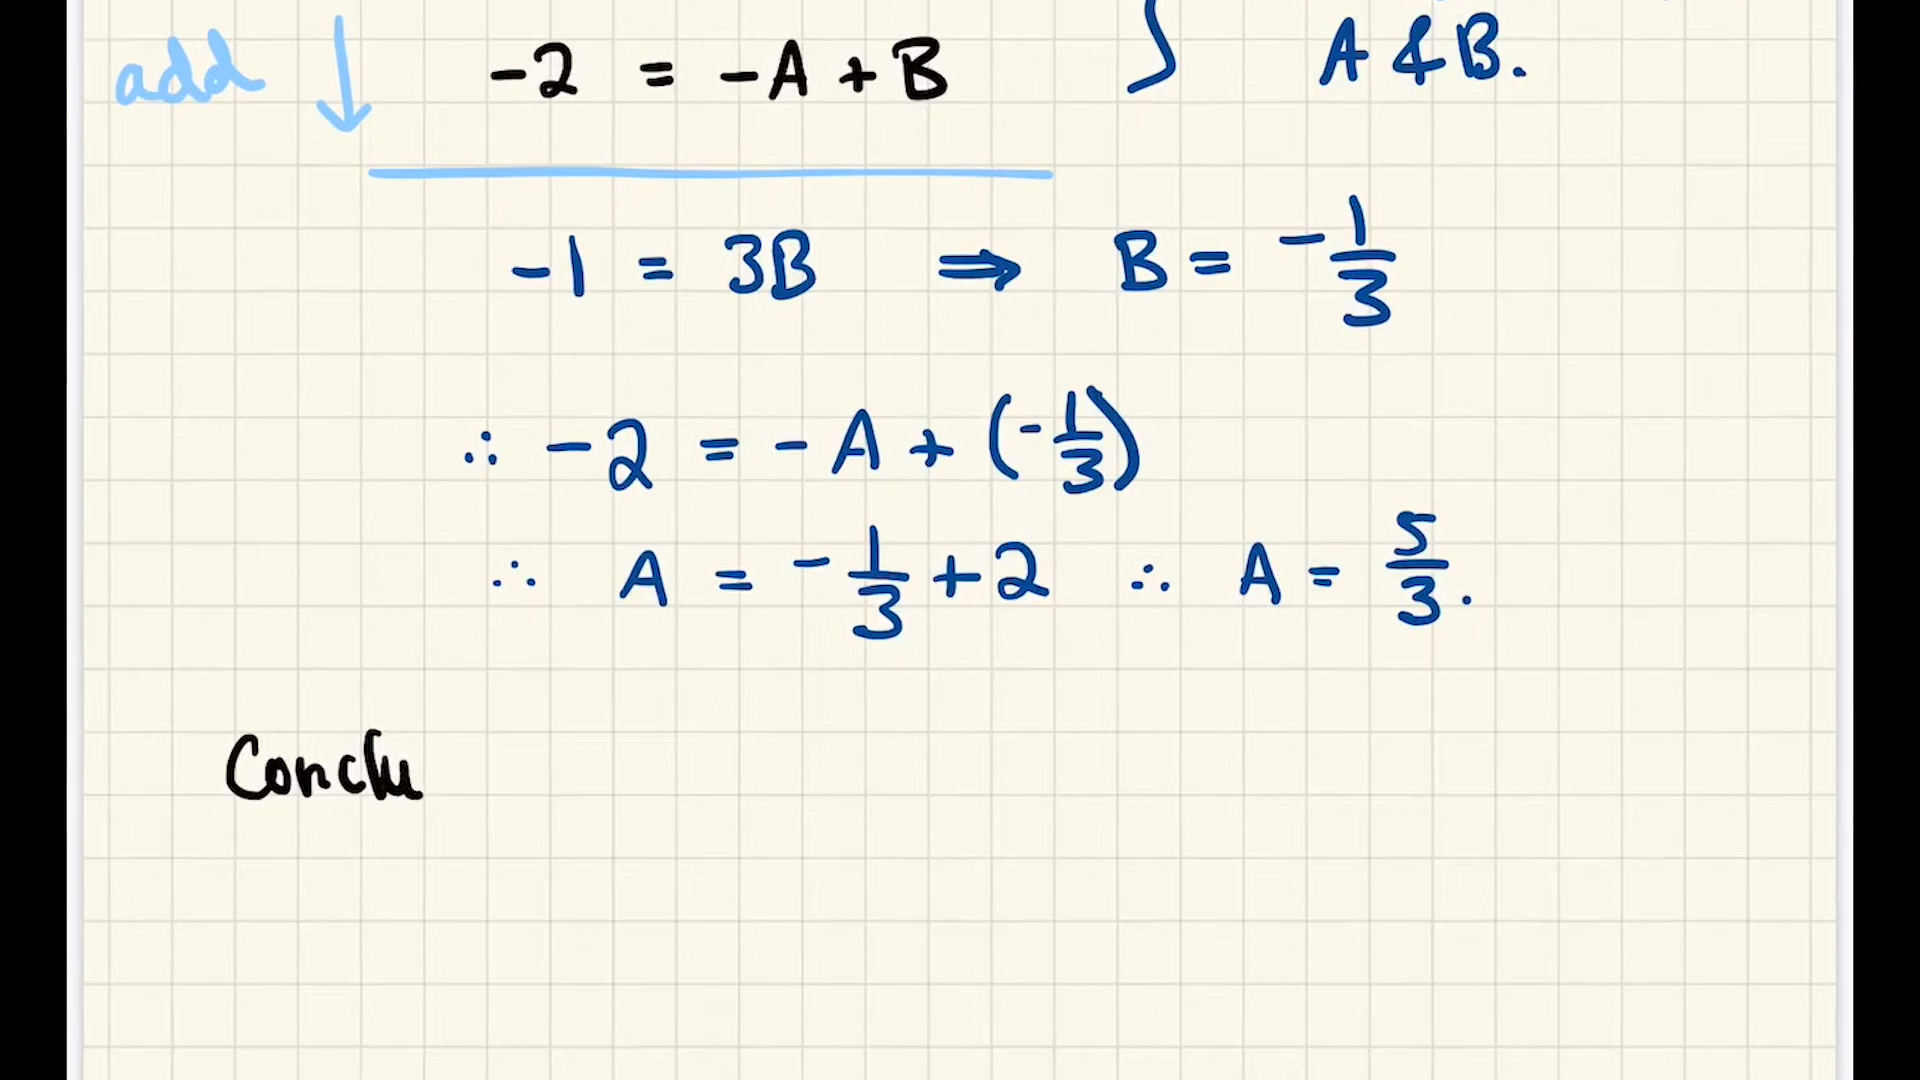 add ↓ -2 = -A + B A & B.
-1 = 3B ⇒ B = -1/3
∴ -2 = -A + (-1/3)
∴ A = -1/3 + 2 ∴ A = 5/3.
Conclu